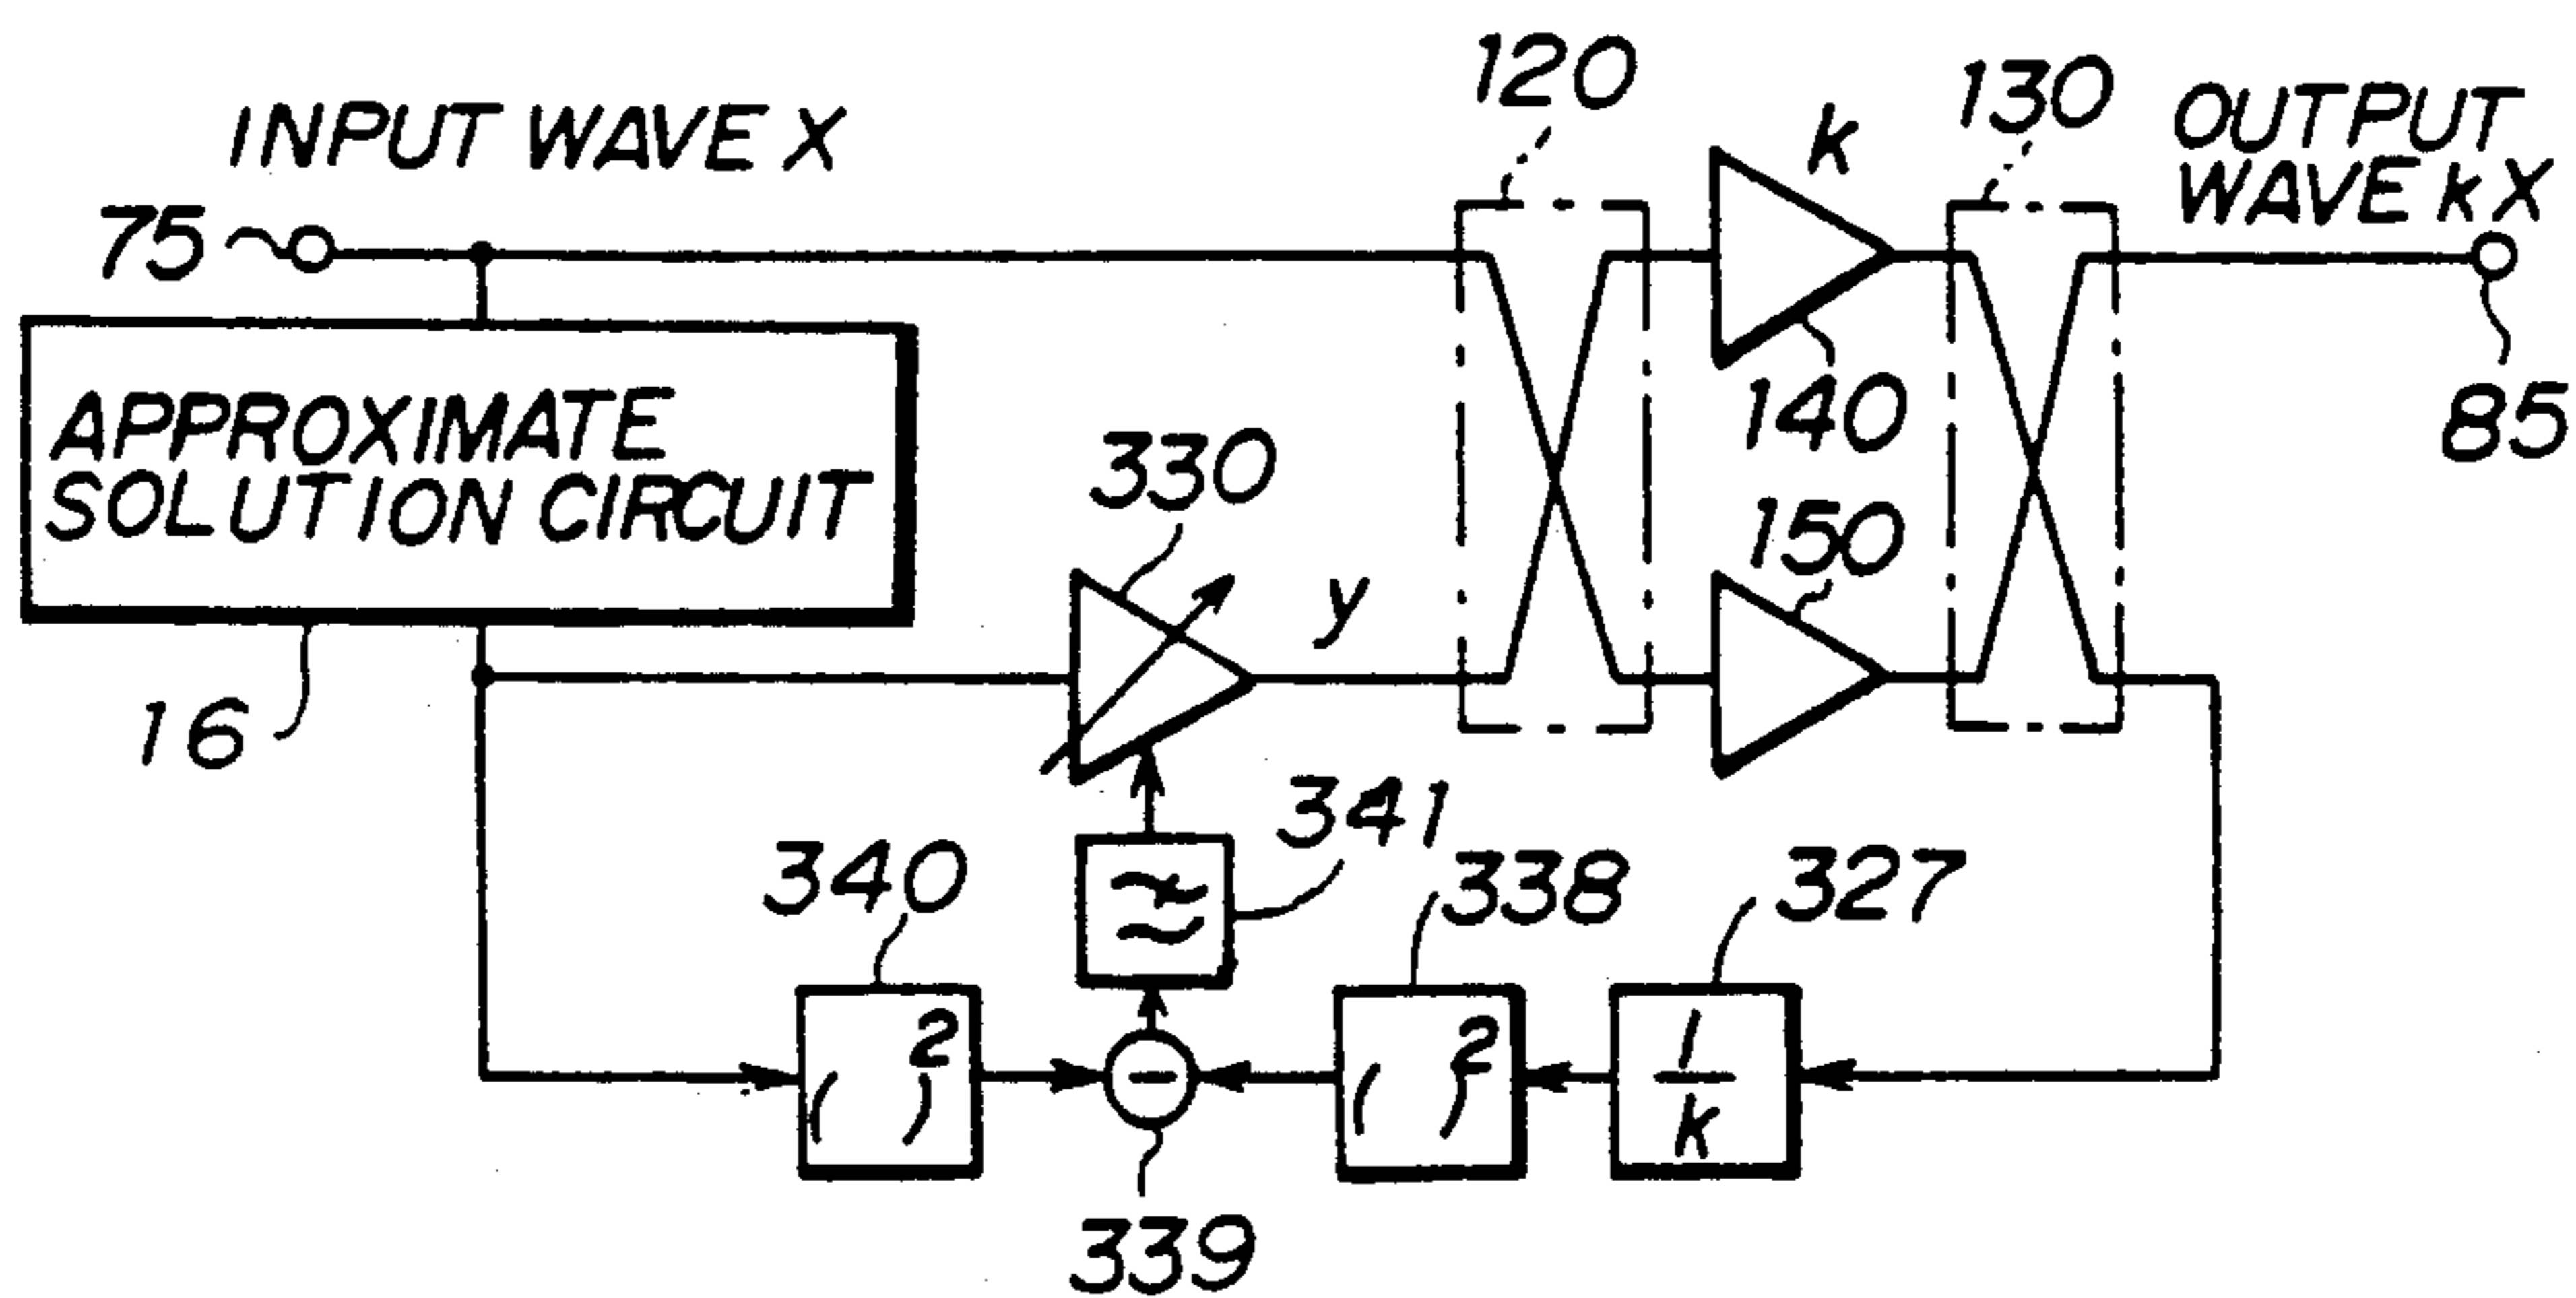 120
130
INPUT WAVE X
k
OUTPUT
WAVE kX
75
140
85
APPROXIMATE
SOLUTION CIRCUIT
330
150
y
16
341
340
338
327
( )²
−
( )²
1
k
339